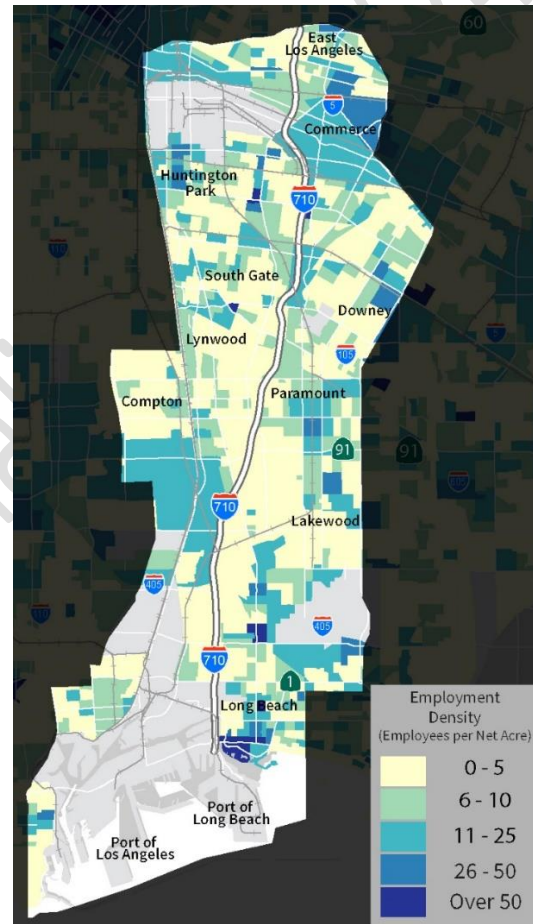 60
East
Los Angeles
5
Commerce
Huntington
Park
710
South Gate
110
Downey
Lynwood
105
Compton
Paramount
91
91
710
Lakewood
405
405
710
1
Long Beach
Port of
Long Beach
Port of
Los Angeles
Employment
Density
(Employees per Net Acre)
0 - 5
6 - 10
11 - 25
26 - 50
Over 50